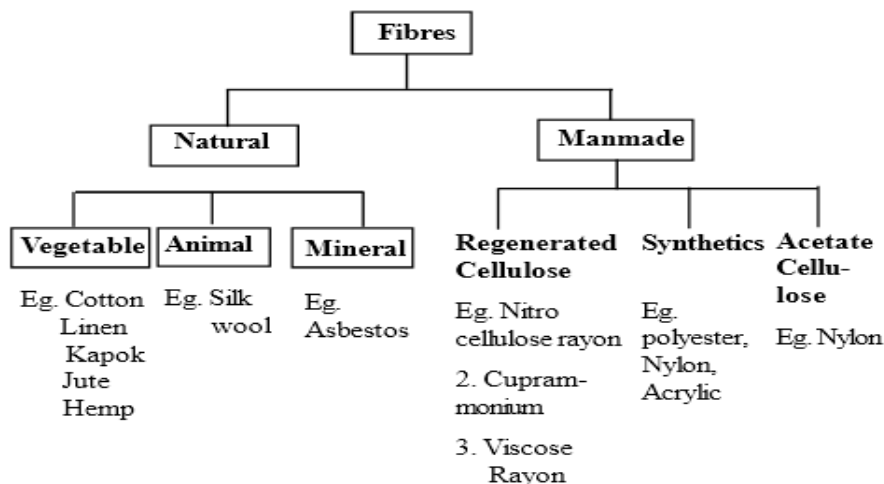 Fibres
Natural
Manmade
Vegetable
Animal
Mineral
Regenerated
Cellulose
Synthetics
Acetate
Cellu-
lose
Eg. Cotton
Linen
Kapok
Jute
Hemp
Eg. Silk
wool
Eg.
Asbestos
Eg. Nitro
cellulose rayon
2. Cupram-
monium
3. Viscose
Rayon
Eg.
polyester,
Nylon,
Acrylic
Eg. Nylon